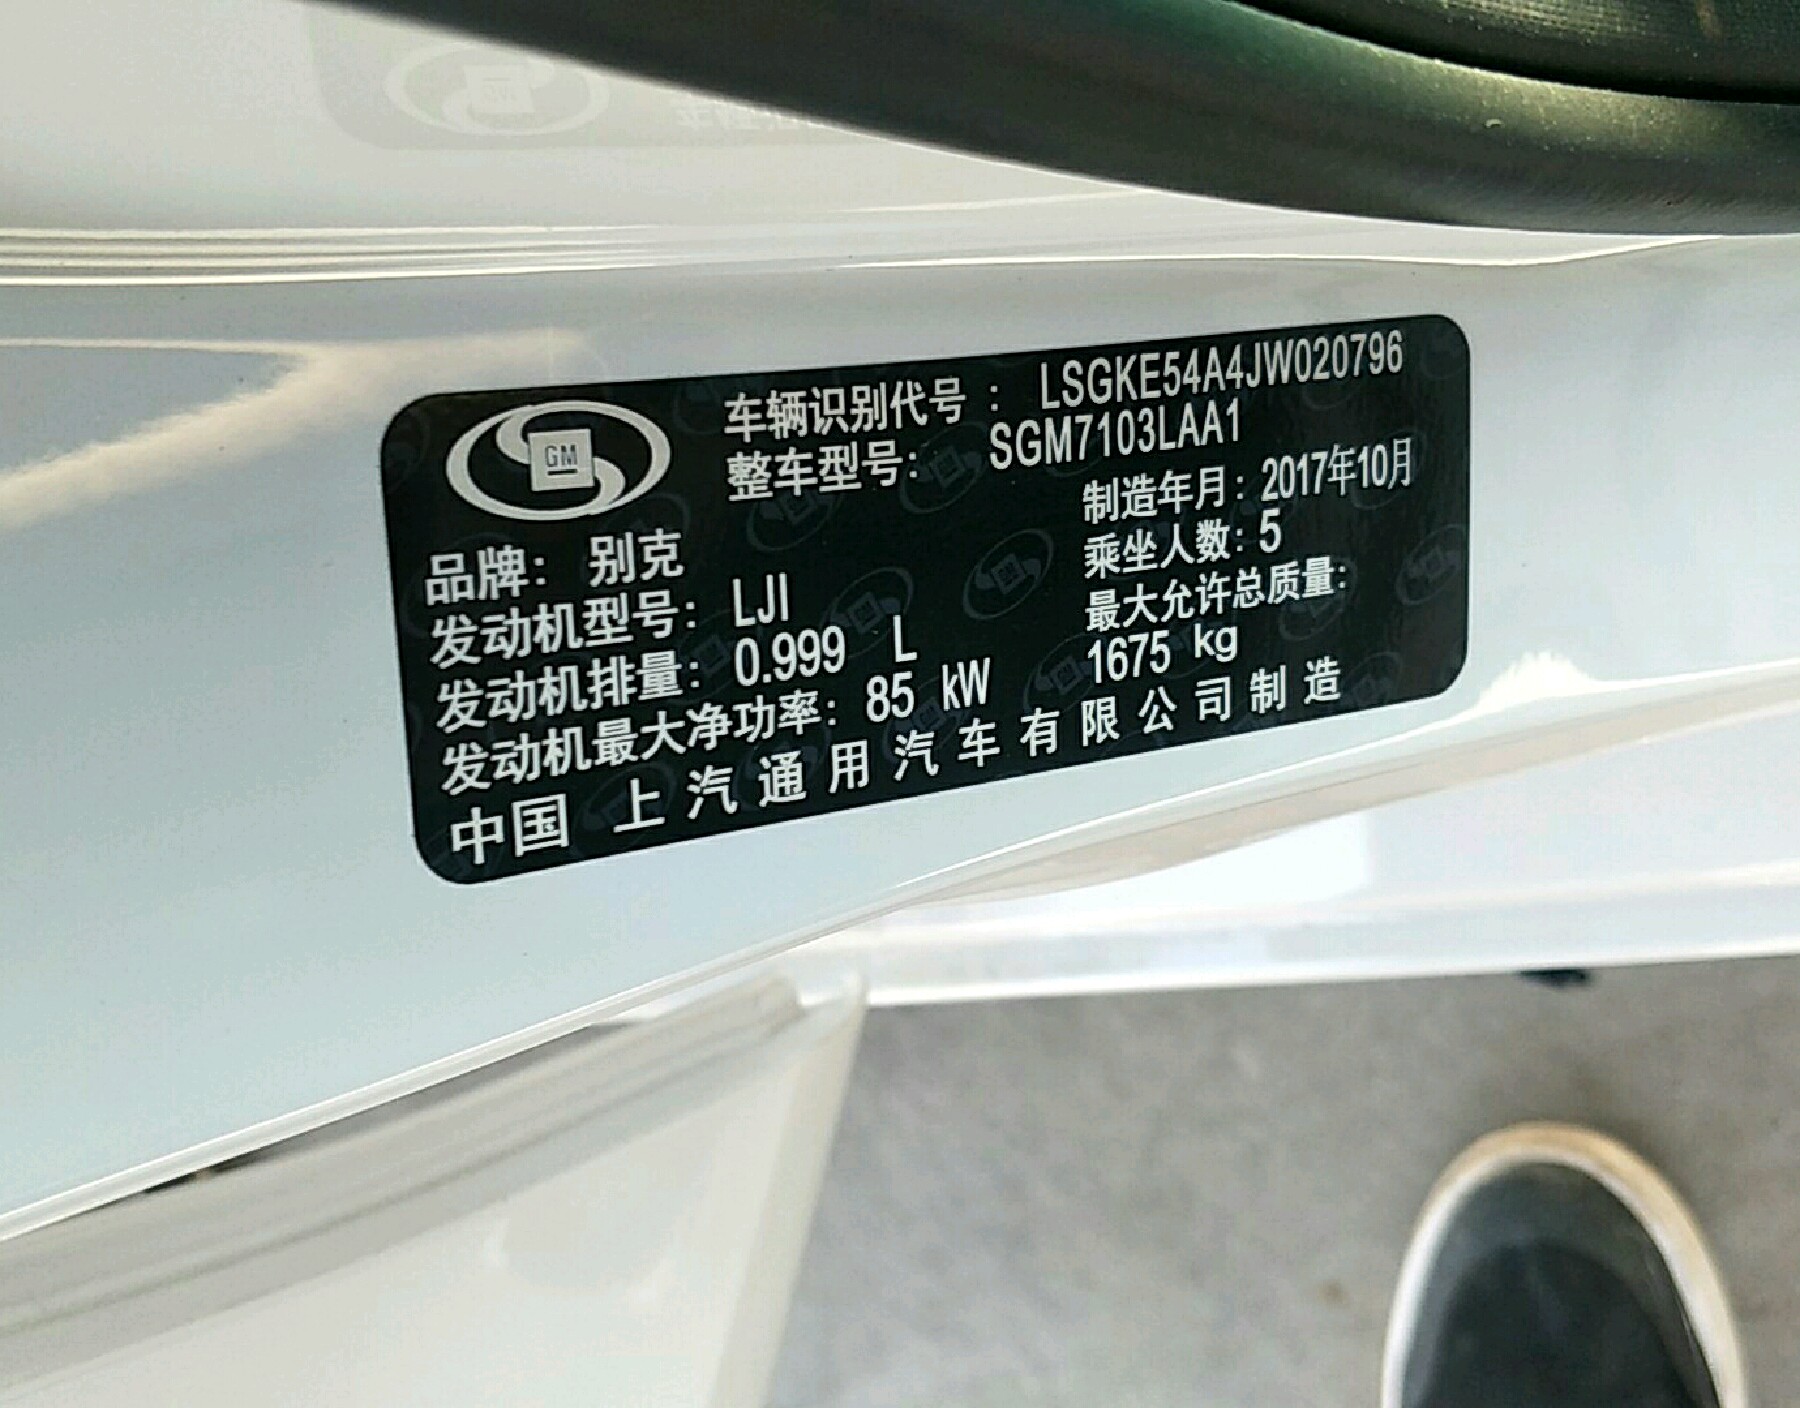 GM
车辆识别代号： LSGKE54A4JW020796
整车型号： SGM7103LAA1
制造年月：2017年10月
品牌： 别克
乘坐人数：5
发动机型号： LJI
最大允许总质量：
发动机排量： 0.999 L
1675 kg
发动机最大净功率： 85 kW
中国 上汽通用汽车有限公司制造